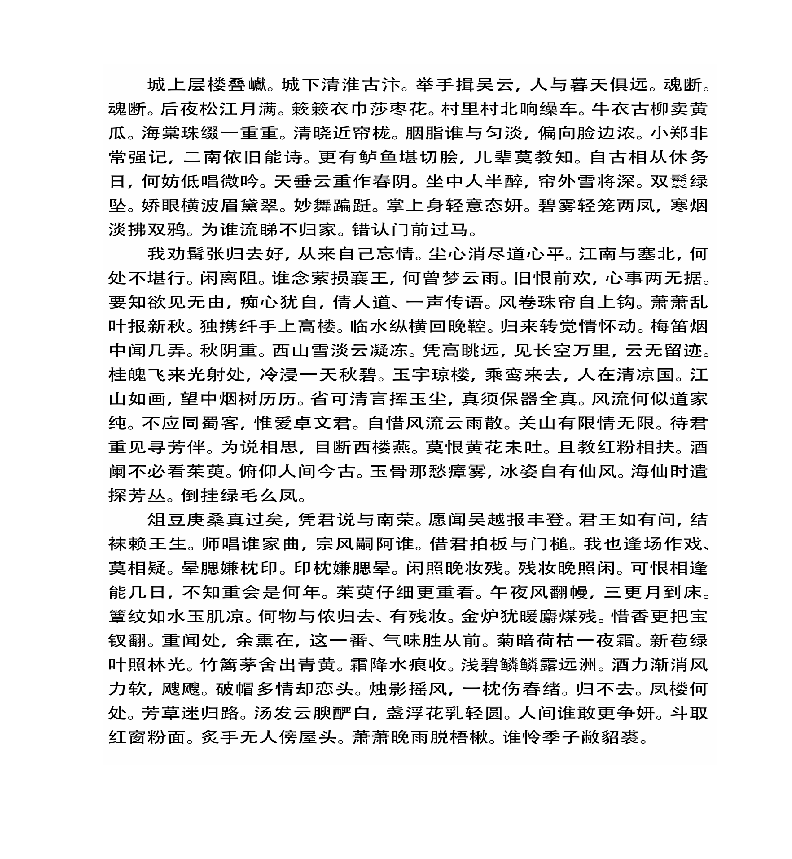 城上层楼叠巘。城下清淮古汴。举手揖吴云，人与暮天俱远。魂断。
魂断。后夜松江月满。簌簌衣巾莎枣花。村里村北响缲车。牛衣古柳卖黄
瓜。海棠珠缀一重重。清晓近帘栊。胭脂谁与匀淡，偏向脸边浓。小郑非
常强记，二南依旧能诗。更有鲈鱼堪切脍，儿辈莫教知。自古相从休务
日，何妨低唱微吟。天垂云重作春阴。坐中人半醉，帘外雪将深。双鬟绿
坠。娇眼横波眉黛翠。妙舞蹁跹。掌上身轻意态妍。碧雾轻笼两凤，寒烟
淡拂双鸦。为谁流睇不归家。错认门前过马。
我劝髯张归去好，从来自己忘情。尘心消尽道心平。江南与塞北，何
处不堪行。闲离阻。谁念萦损襄王，何曾梦云雨。旧恨前欢，心事两无据。
要知欲见无由，痴心犹自，倩人道、一声传语。风卷珠帘自上钩。萧萧乱
叶报新秋。独携纤手上高楼。临水纵横回晚鞚。归来转觉情怀动。梅笛烟
中闻几弄。秋阴重。西山雪淡云凝冻。凭高眺远，见长空万里，云无留迹。
桂魄飞来光射处，冷浸一天秋碧。玉宇琼楼，乘鸾来去，人在清凉国。江
山如画，望中烟树历历。省可清言挥玉尘，真须保器全真。风流何似道家
纯。不应同蜀客，惟爱卓文君。自惜风流云雨散。关山有限情无限。待君
重见寻芳伴。为说相思，目断西楼燕。莫恨黄花未吐。且教红粉相扶。酒
阑不必看茱萸。俯仰人间今古。玉骨那愁瘴雾，冰姿自有仙风。海仙时遣
探芳丛。倒挂绿毛么凤。
俎豆庚桑真过矣，凭君说与南荣。愿闻吴越报丰登。君王如有问，结
袜赖王生。师唱谁家曲，宗风嗣阿谁。借君拍板与门槌。我也逢场作戏、
莫相疑。晕腮嫌枕印。印枕嫌腮晕。闲照晚妆残。残妆晚照闲。可恨相逢
能几日，不知重会是何年。茱萸仔细更重看。午夜风翻幔，三更月到床。
簟纹如水玉肌凉。何物与侬归去、有残妆。金炉犹暖麝煤残。惜香更把宝
钗翻。重闻处，余熏在，这一番、气味胜从前。菊暗荷枯一夜霜。新苞绿
叶照林光。竹篱茅舍出青黄。霜降水痕收。浅碧鳞鳞露远洲。酒力渐消风
力软，飕飕。破帽多情却恋头。烛影摇风，一枕伤春绪。归不去。凤楼何
处。芳草迷归路。汤发云腴酽白，盏浮花乳轻圆。人间谁敢更争妍。斗取
红窗粉面。炙手无人傍屋头。萧萧晚雨脱梧楸。谁怜季子敝貂裘。